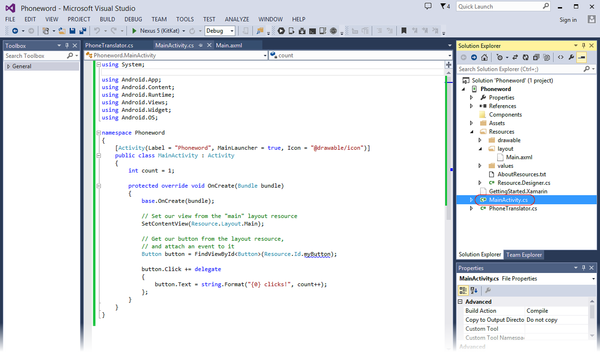 Phoneword - Microsoft Visual Studio
4
Quick Launch (Ctrl+Q)
FILE EDIT VIEW PROJECT BUILD DEBUG TEAM TOOLS TEST ANALYZE WINDOW HELP
Sign in
Nexus 5 (KitKat)
Debug
Toolbox
Search Toolbox
General
PhoneTranslator.cs
MainActivity.cs
Main.axml
Phoneword.MainActivity
count
using System;
using Android.App;
using Android.Content;
using Android.Runtime;
using Android.Views;
using Android.Widget;
using Android.OS;
namespace Phoneword
{
[Activity(Label = "Phoneword", MainLauncher = true, Icon = "@drawable/icon")]
public class MainActivity : Activity
{
int count = 1;
protected override void OnCreate(Bundle bundle)
{
base.OnCreate(bundle);
// Set our view from the "main" layout resource
SetContentView(Resource.Layout.Main);
// Get our button from the layout resource,
// and attach an event to it
Button button = FindViewById<Button>(Resource.Id.myButton);
button.Click += delegate
{
button.Text = string.Format("{0} clicks!", count++);
};
}
}
}
Solution Explorer
Search Solution Explorer (Ctrl+;)
Solution 'Phoneword' (1 project)
Phoneword
Properties
References
Components
Assets
Resources
drawable
layout
Main.axml
values
AboutResources.txt
Resource.Designer.cs
GettingStarted.Xamarin
MainActivity.cs
PhoneTranslator.cs
Solution Explorer Team Explorer
Properties
MainActivity.cs File Properties
Advanced
Build Action Compile
Copy to Output Directo Do not copy
Custom Tool
Custom Tool Namespa
Advanced